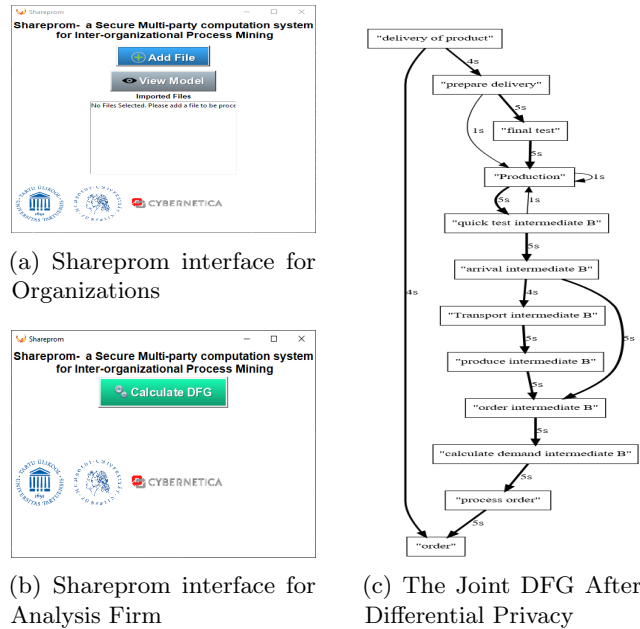 Shareprom
Shareprom- a Secure Multi-party computation system
for Inter-organizational Process Mining
Add File
View Model
Imported Files
No Files Selected. Please add a file to be proce
CYBERNETICA
(a) Shareprom interface for
Organizations
Shareprom
Shareprom- a Secure Multi-party computation system
for Inter-organizational Process Mining
Calculate DFG
CYBERNETICA
(b) Shareprom interface for
Analysis Firm
"delivery of product"
4s
"prepare delivery"
5s
1s
"final test"
5s
"Production"
1s
5s
1s
"quick test intermediate B"
5s
"arrival intermediate B"
4s
4s
"Transport intermediate B"
5s
5s
"produce intermediate B"
5s
"order intermediate B"
5s
"calculate demand intermediate B"
5s
"process order"
5s
"order"
(c) The Joint DFG After
Differential Privacy